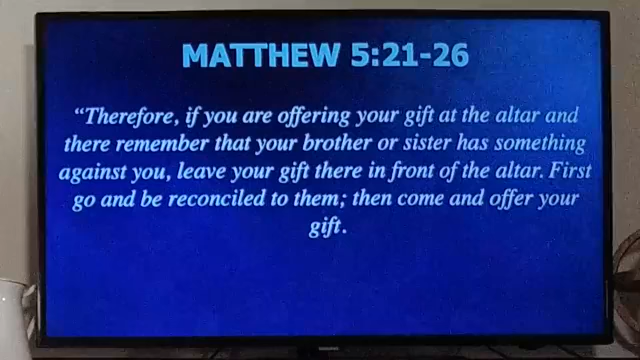 MATTHEW 5:21-26
“Therefore, if you are offering your gift at the altar and
there remember that your brother or sister has something
against you, leave your gift there in front of the altar. First
go and be reconciled to them; then come and offer your
gift.